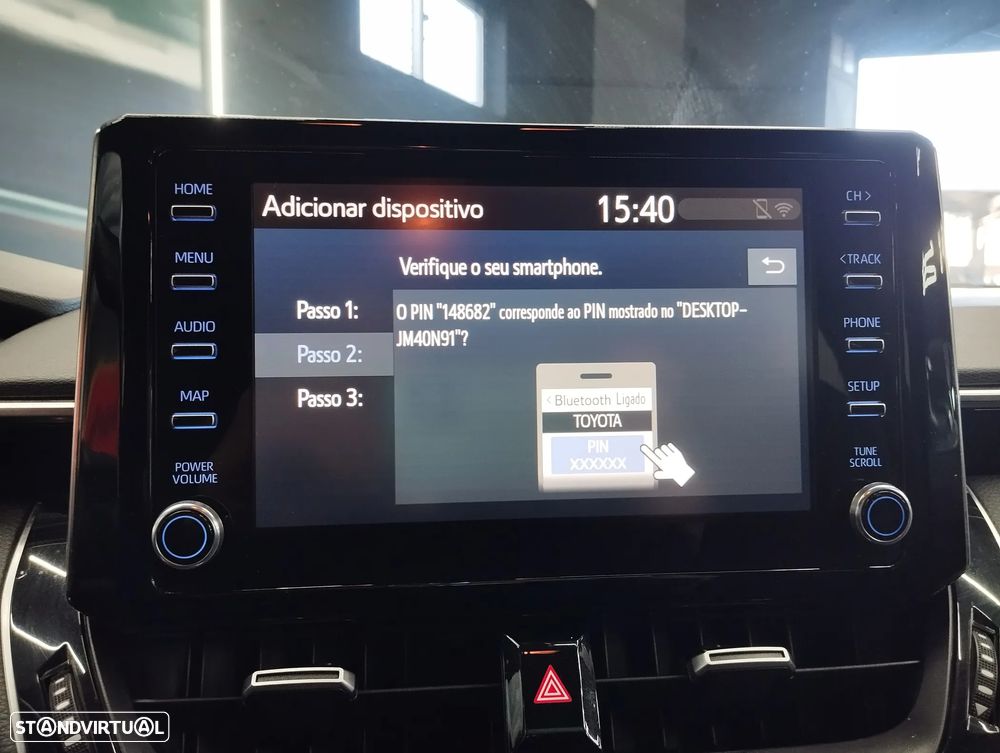 HOME
MENU
AUDIO
MAP
POWER
VOLUME
Adicionar dispositivo
15:40
Verifique o seu smartphone.
Passo 1:
Passo 2:
Passo 3:
O PIN "148682" corresponde ao PIN mostrado no "DESKTOP-
JM40N91"?
< Bluetooth Ligado
TOYOTA
PIN
XXXXXX
CH >
< TRACK
PHONE
SETUP
TUNE
SCROLL
STANDVIRTUAL